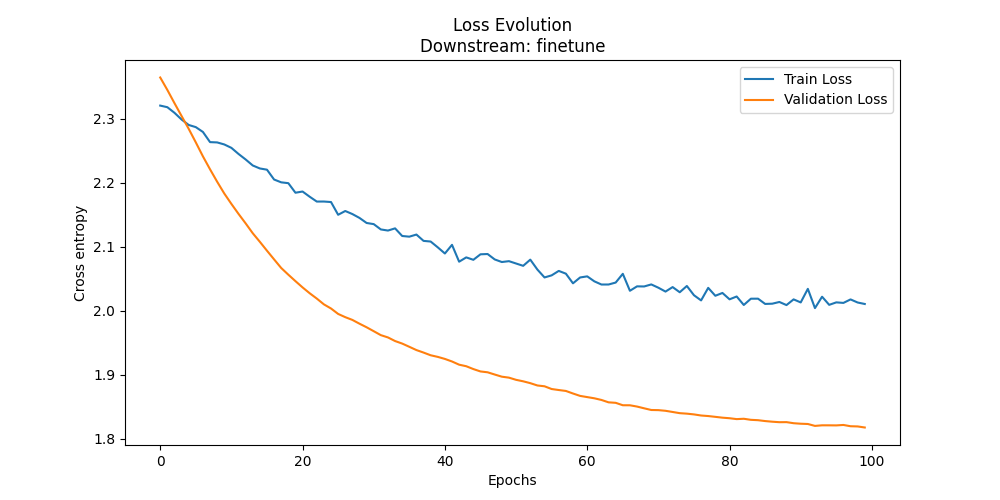 Loss Evolution
Downstream: finetune
Train Loss
Validation Loss
Cross entropy
2.3
2.2
2.1
2.0
1.9
1.8
0
20
40
60
80
100
Epochs